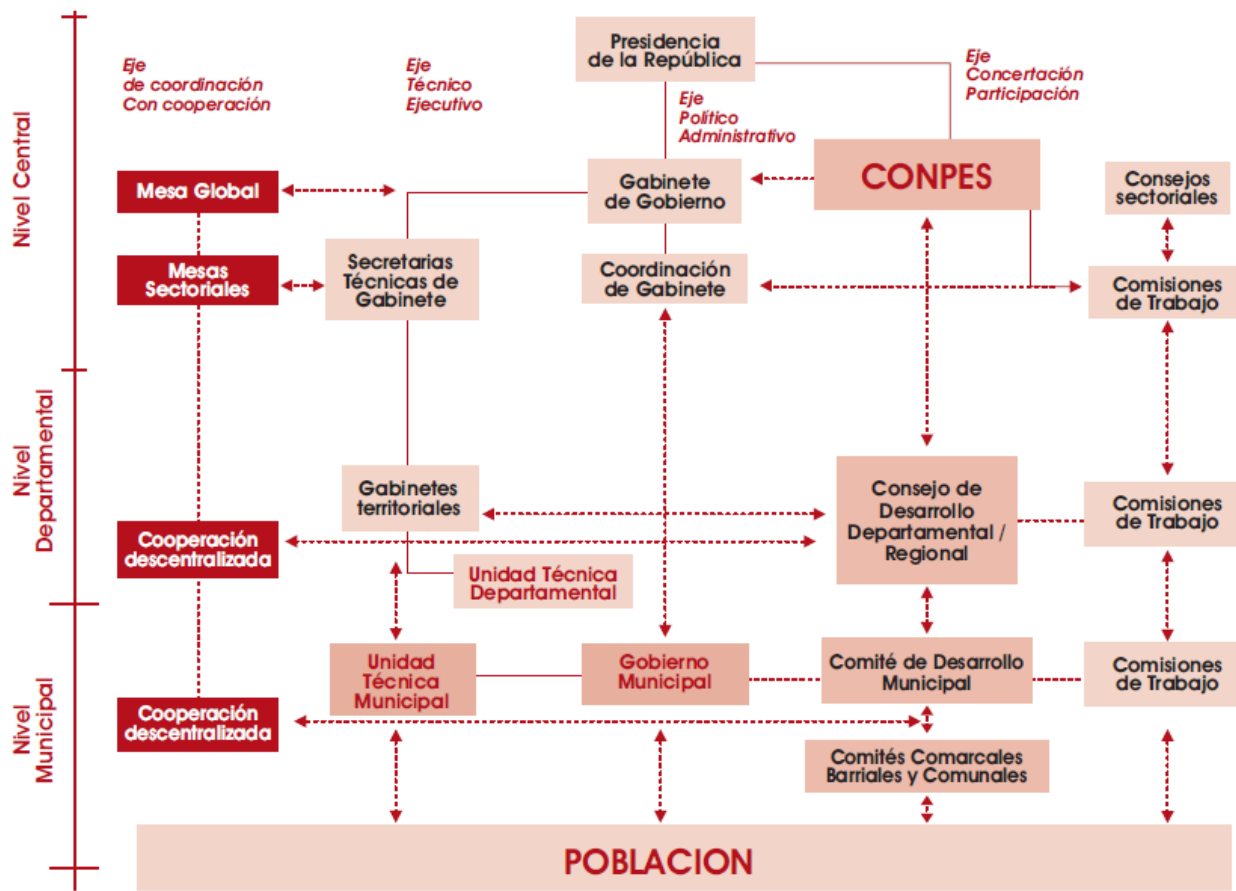 Presidencia
de la República
Eje
de coordinación
Con cooperación
Eje
Técnico
Ejecutivo
Eje
Político
Administrativo
Eje
Concertación
Participación
Nivel Central
Mesa Global
Gabinete
de Gobierno
CONPES
Consejos
sectoriales
Mesas
Sectoriales
Secretarias
Técnicas de
Gabinete
Coordinación
de Gabinete
Comisiones
de Trabajo
Nivel
Departamental
Gabinetes
territoriales
Consejo de
Desarrollo
Departamental /
Regional
Comisiones
de Trabajo
Cooperación
descentralizada
Unidad Técnica
Departamental
Nivel
Municipal
Unidad
Técnica
Municipal
Gobierno
Municipal
Comité de Desarrollo
Municipal
Comisiones
de Trabajo
Cooperación
descentralizada
Comités Comarcales
Barriales y Comunales
POBLACION